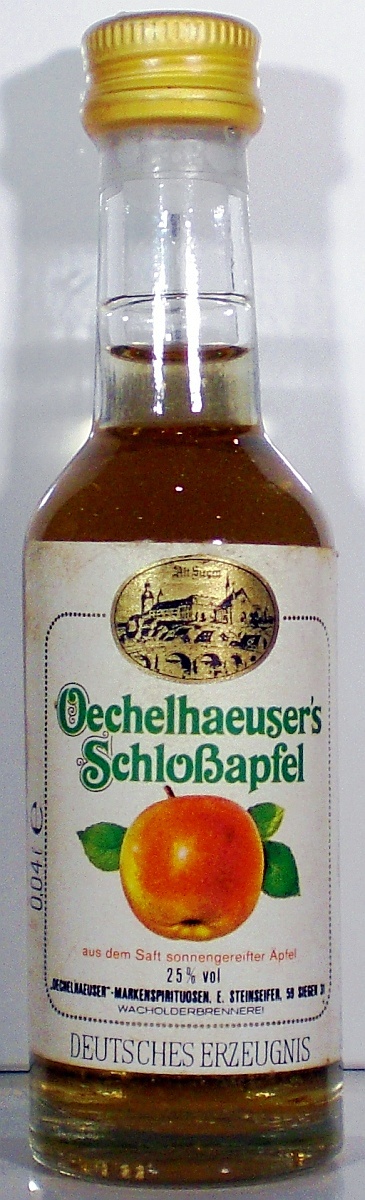 Alt Siegen
Oechelhaeuser's
Schloßapfel
aus dem Saft sonnengereifter Äpfel
25% vol
"OECHELHAEUSER"-MARKENSPIRITUOSEN, E. STEINSEIFER, 59 SIEGEN 31
WACHOLDERBRENNEREI
DEUTSCHES ERZEUGNIS
0,04 l e